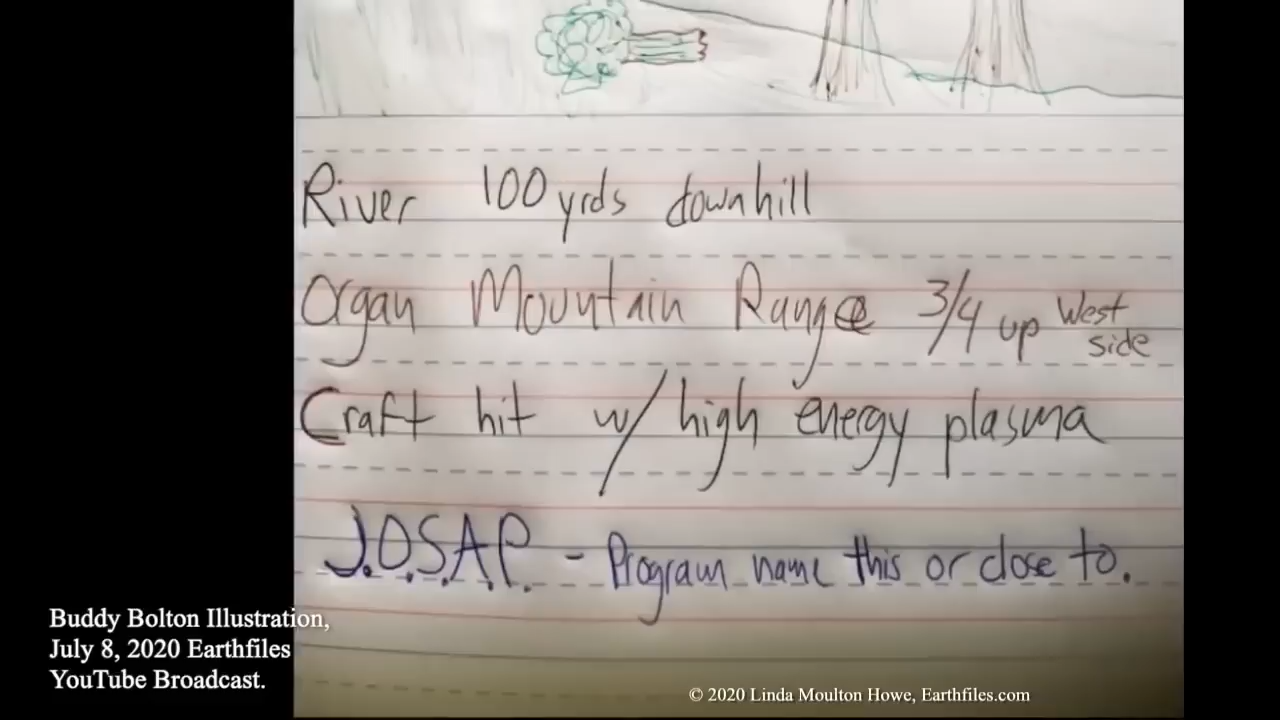 River 100 yrds downhill
Organ Mountain Range 3/4 up West side
Craft hit w/ high energy plasma
J.O.S.A.P. - Program name this or close to.
Buddy Bolton Illustration,
July 8, 2020 Earthfiles
YouTube Broadcast.
© 2020 Linda Moulton Howe, Earthfiles.com